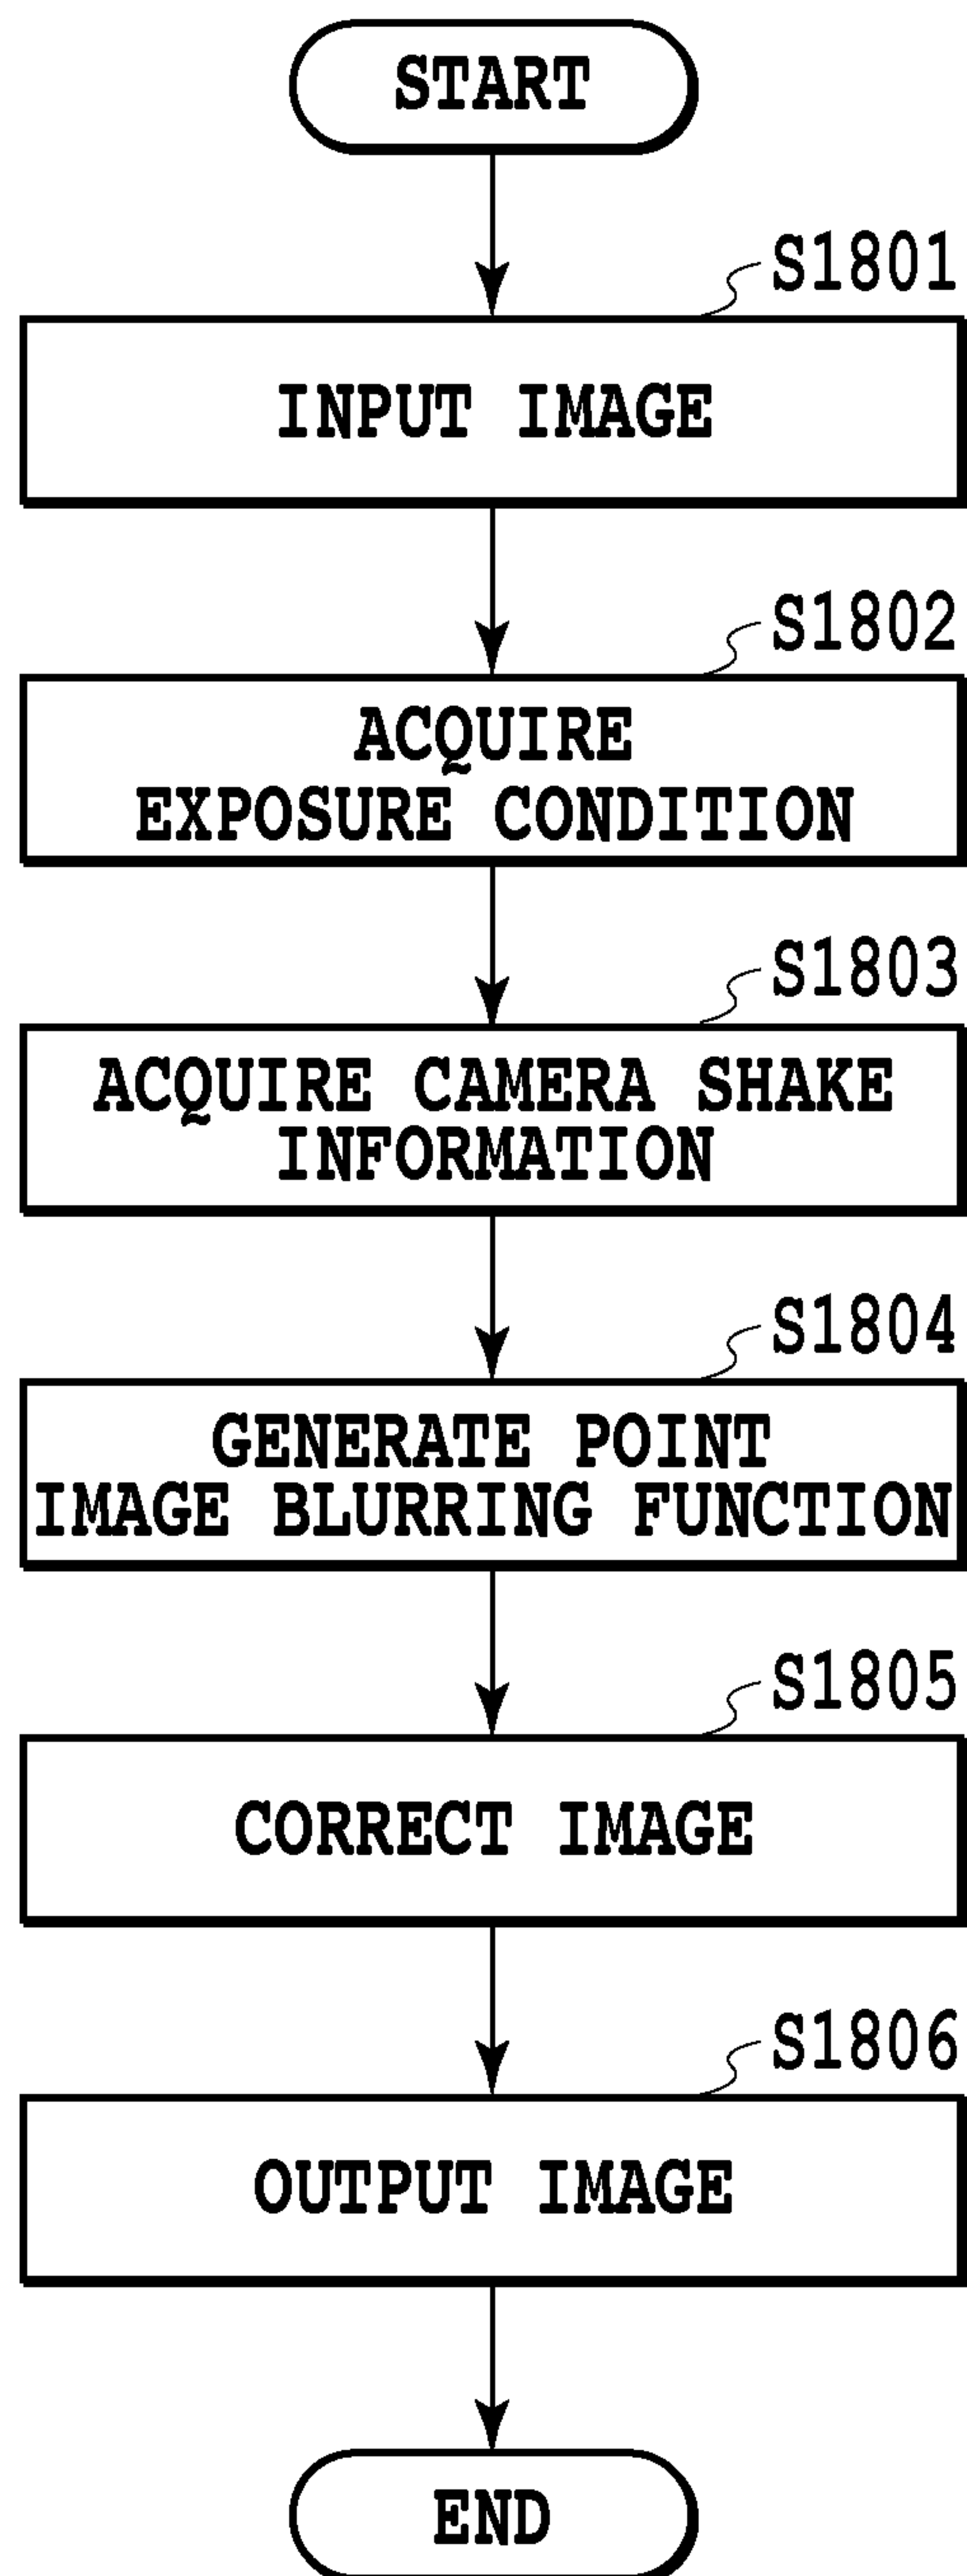 START
S1801
INPUT IMAGE
S1802
ACQUIRE
EXPOSURE CONDITION
S1803
ACQUIRE CAMERA SHAKE
INFORMATION
S1804
GENERATE POINT
IMAGE BLURRING FUNCTION
S1805
CORRECT IMAGE
S1806
OUTPUT IMAGE
END